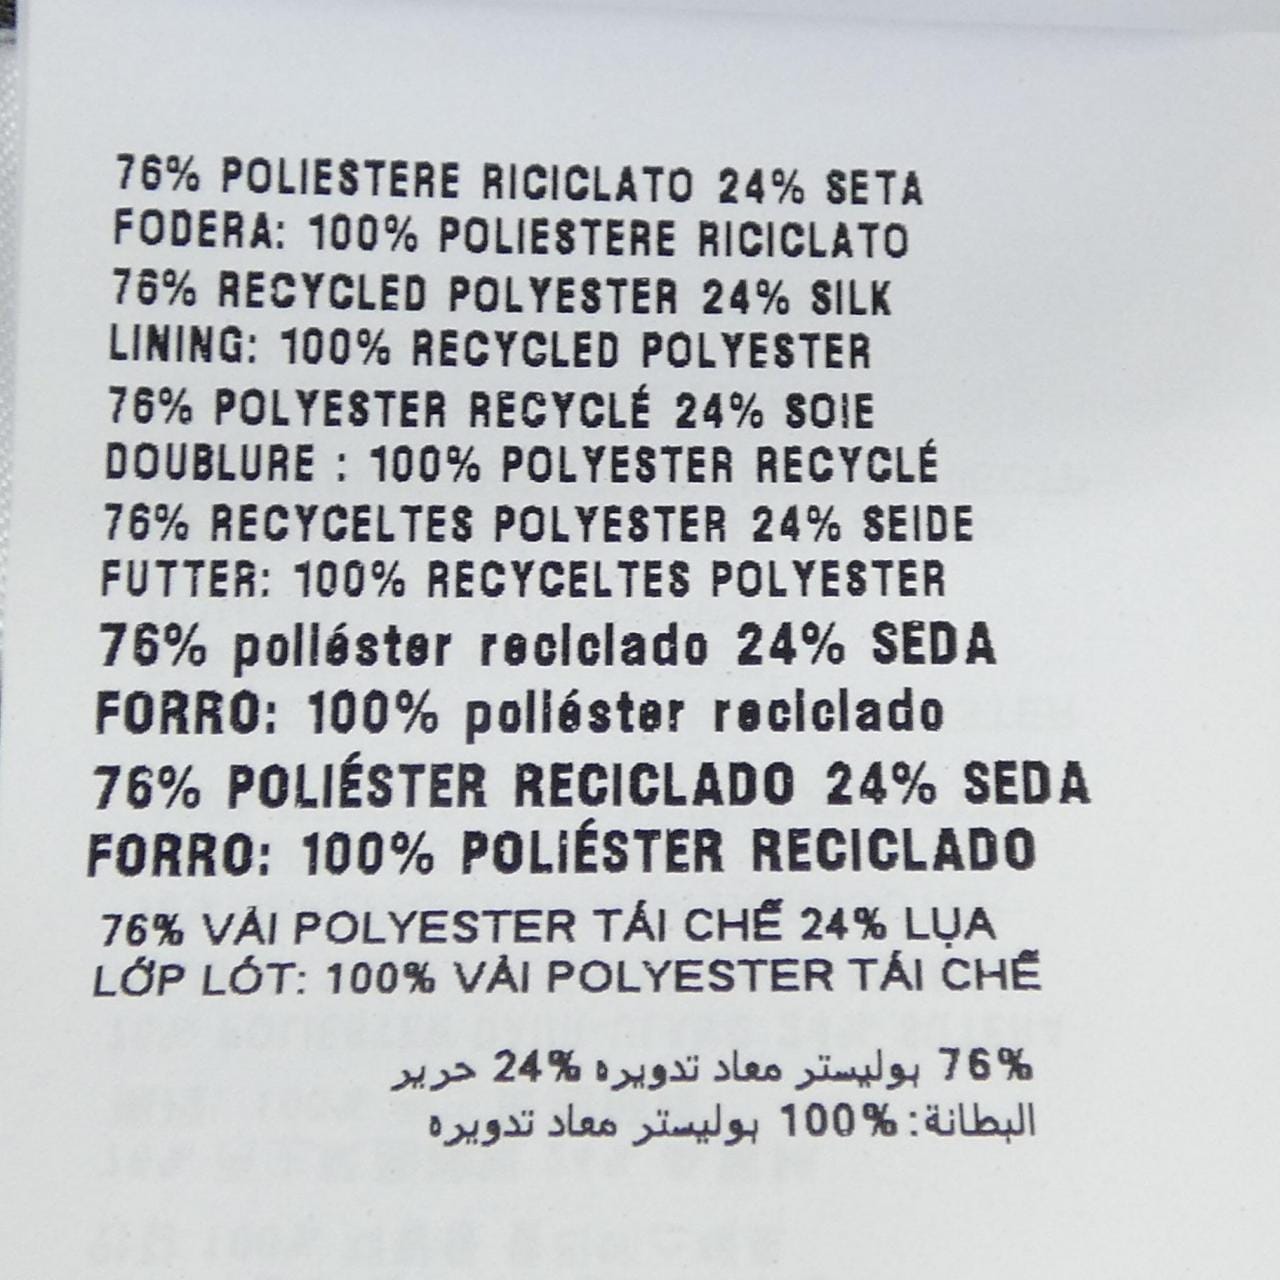 76% POLIESTERE RICICLATO 24% SETA
FODERA: 100% POLIESTERE RICICLATO
76% RECYCLED POLYESTER 24% SILK
LINING: 100% RECYCLED POLYESTER
76% POLYESTER RECYCLÉ 24% SOIE
DOUBLURE : 100% POLYESTER RECYCLÉ
76% RECYCELTES POLYESTER 24% SEIDE
FUTTER: 100% RECYCELTES POLYESTER
76% poliéster reciclado 24% SEDA
FORRO: 100% poliéster reciclado
76% POLIÉSTER RECICLADO 24% SEDA
FORRO: 100% POLIÉSTER RECICLADO
76% VẢI POLYESTER TÁI CHẾ 24% LỤA
LỚP LÓT: 100% VẢI POLYESTER TÁI CHẾ
76% بوليستر معاد تدويره 24% حرير
البطانة: 100% بوليستر معاد تدويره